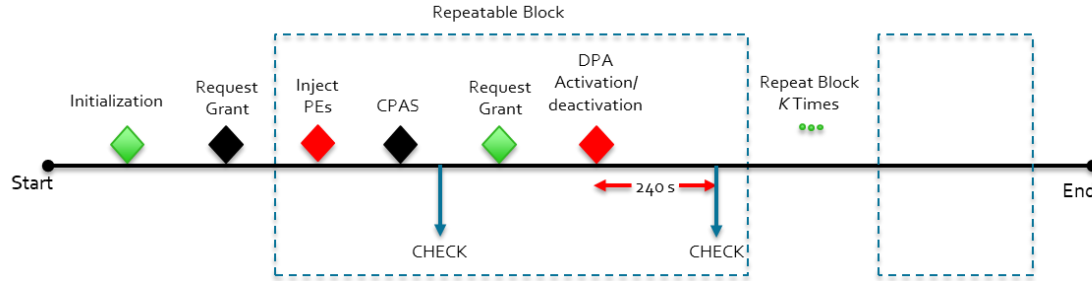 Repeatable Block
Initialization
Request
Grant
Inject
PEs
CPAS
Request
Grant
DPA
Activation/
deactivation
Repeat Block
K Times
Start
240 s
End
CHECK
CHECK